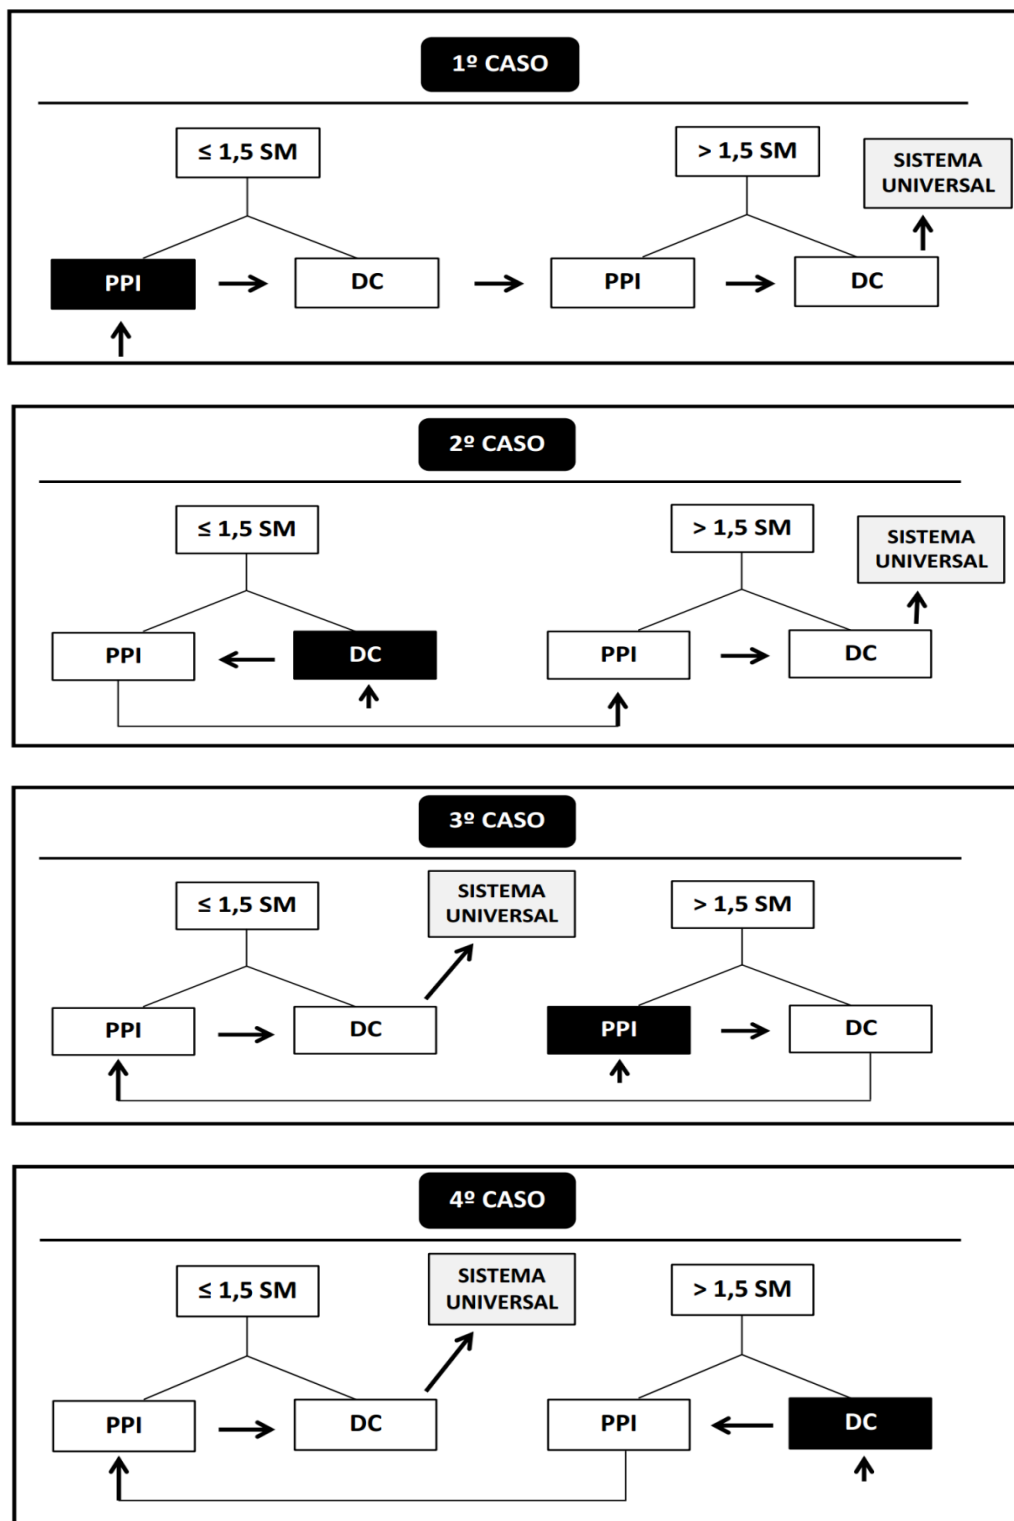 1º CASO
≤ 1,5 SM
> 1,5 SM
SISTEMA
UNIVERSAL
PPI
DC
PPI
DC
2º CASO
≤ 1,5 SM
> 1,5 SM
SISTEMA
UNIVERSAL
PPI
DC
PPI
DC
3º CASO
≤ 1,5 SM
SISTEMA
UNIVERSAL
> 1,5 SM
PPI
DC
PPI
DC
4º CASO
≤ 1,5 SM
SISTEMA
UNIVERSAL
> 1,5 SM
PPI
DC
PPI
DC